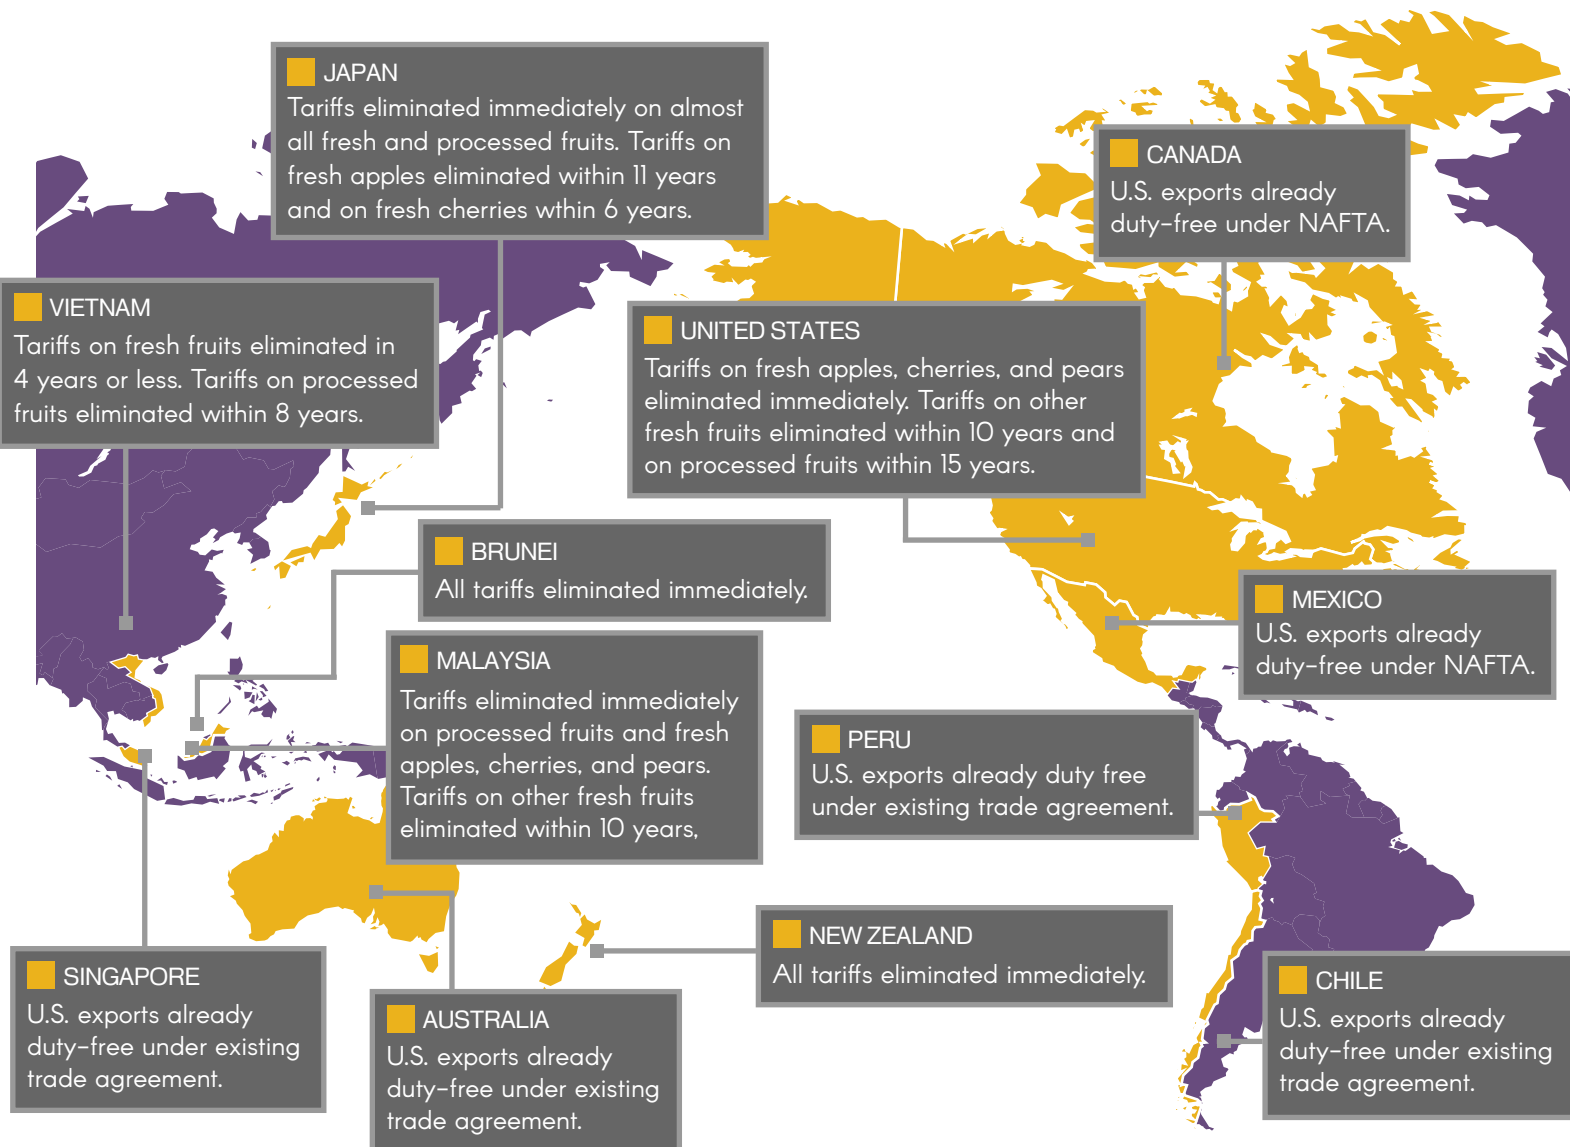 JAPAN
Tariffs eliminated immediately on almost
all fresh and processed fruits. Tariffs on
fresh apples eliminated within 11 years
and on fresh cherries wthin 6 years.
CANADA
U.S. exports already
duty-free under NAFTA.
VIETNAM
Tariffs on fresh fruits eliminated in
4 years or less. Tariffs on processed
fruits eliminated within 8 years.
UNITED STATES
Tariffs on fresh apples, cherries, and pears
eliminated immediately. Tariffs on other
fresh fruits eliminated within 10 years and
on processed fruits within 15 years.
BRUNEI
All tariffs eliminated immediately.
MEXICO
U.S. exports already
duty-free under NAFTA.
MALAYSIA
Tariffs eliminated immediately
on processed fruits and fresh
apples, cherries, and pears.
Tariffs on other fresh fruits
eliminated within 10 years,
PERU
U.S. exports already duty free
under existing trade agreement.
NEW ZEALAND
All tariffs eliminated immediately.
SINGAPORE
U.S. exports already
duty-free under existing
trade agreement.
AUSTRALIA
U.S. exports already
duty-free under existing
trade agreement.
CHILE
U.S. exports already
duty-free under existing
trade agreement.